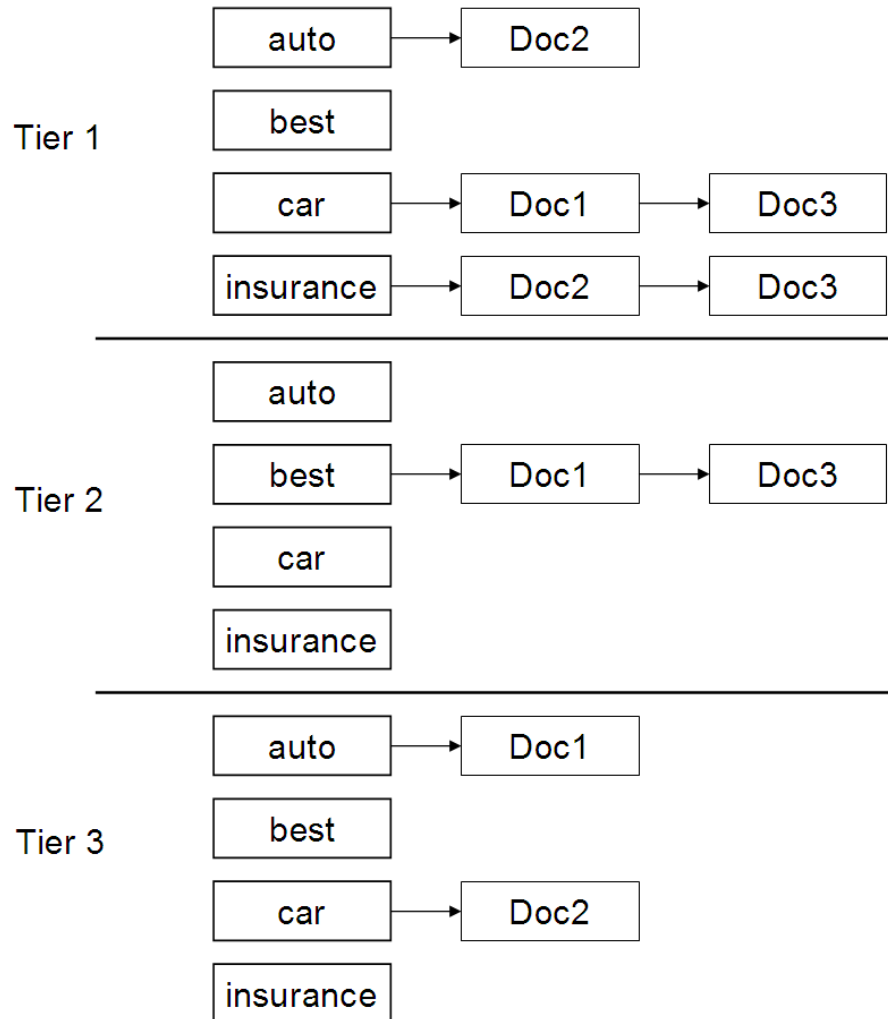 auto Doc2
Tier 1
best
car Doc1 Doc3
insurance Doc2 Doc3
auto
best Doc1 Doc3
Tier 2
car
insurance
auto Doc1
Tier 3
best
car Doc2
insurance